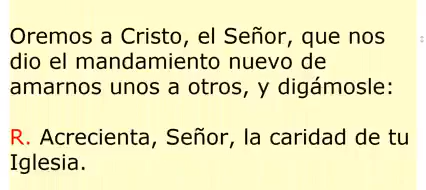 Oremos a Cristo, el Señor, que nos
dio el mandamiento nuevo de
amarnos unos a otros, y digámosle:
R. Acrecienta, Señor, la caridad de tu
Iglesia.